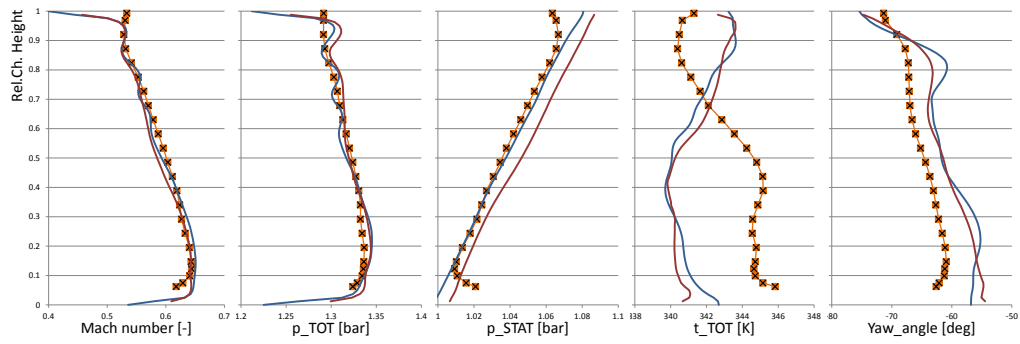 Rel.Ch. Height
1
0.9
0.8
0.7
0.6
0.5
0.4
0.3
0.2
0.1
0
0.4 0.5 0.6 0.7
1.2 1.25 1.3 1.35 1.4
1 1.02 1.04 1.06 1.08 1.1
338 340 342 344 346 348
-80 -70 -60 -50
Mach number [-] p_TOT [bar] p_STAT [bar] t_TOT [K] Yaw_angle [deg]